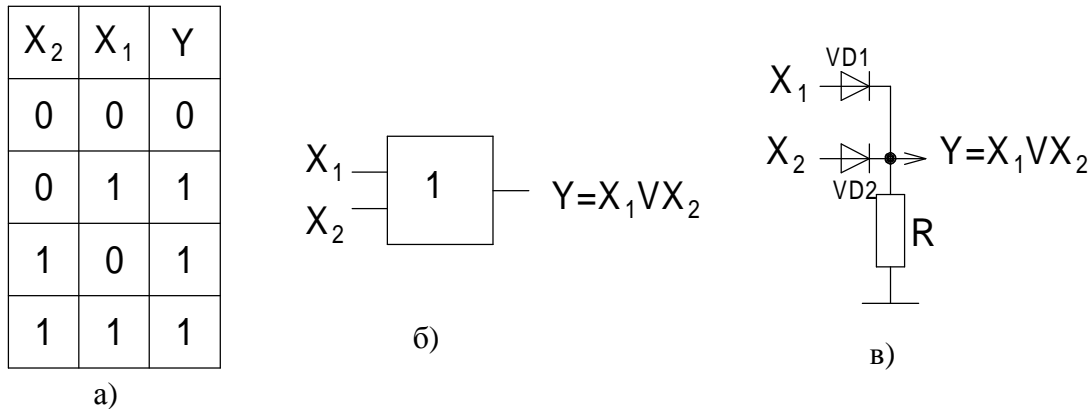 X₂ X₁ Y
0 0 0
0 1 1
1 0 1
1 1 1
а)
X₁
X₂
1
Y=X₁VX₂
б)
VD1
X₁
X₂
VD2
Y=X₁VX₂
R
в)